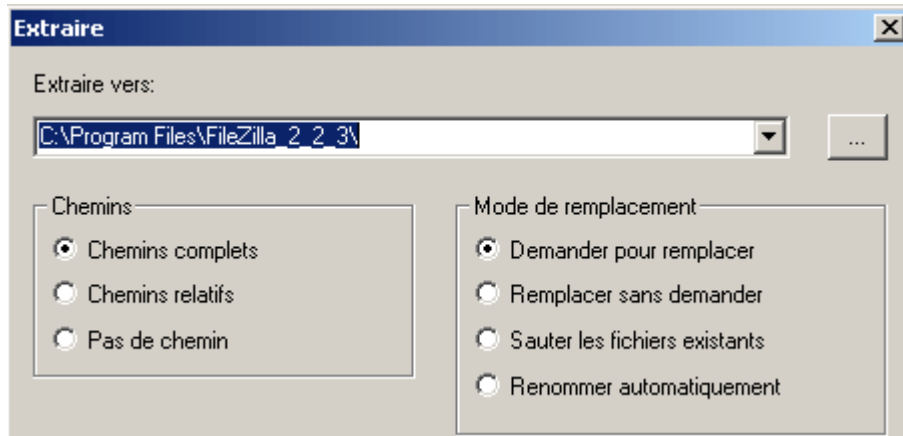 Extraire
Extraire vers:
C:\Program Files\FileZilla_2_2_3\
...
Chemins
Chemins complets
Chemins relatifs
Pas de chemin
Mode de remplacement
Demander pour remplacer
Remplacer sans demander
Sauter les fichiers existants
Renommer automatiquement